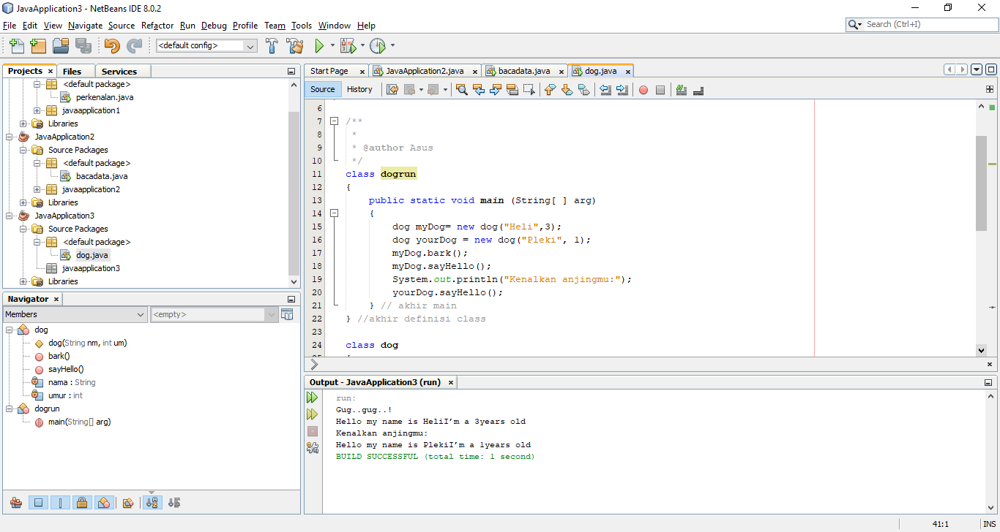 JavaApplication3 - NetBeans IDE 8.0.2
File Edit View Navigate Source Refactor Run Debug Profile Team Tools Window Help
Search (Ctrl+I)
<default config>
Projects Files Services
<default package>
perkenalan.java
javaapplication1
Libraries
JavaApplication2
Source Packages
<default package>
bacadata.java
javaapplication2
Libraries
JavaApplication3
Source Packages
<default package>
dog.java
javaapplication3
Libraries
Navigator
Members <empty>
dog
dog(String nm, int um)
bark()
sayHello()
nama : String
umur : int
dogrun
main(String[] arg)
Start Page JavaApplication2.java bacadata.java dog.java
Source History
6
7 /**
8 *
9 * @author Asus
10 */
11 class dogrun
12 {
13 public static void main (String[ ] arg)
14 {
15 dog myDog= new dog("Heli",3);
16 dog yourDog = new dog("Pleki", 1);
17 myDog.bark();
18 myDog.sayHello();
19 System.out.println("Kenalkan anjingmu:");
20 yourDog.sayHello();
21 } // akhir main
22 } //akhir definisi class
23
24 class dog
Output - JavaApplication3 (run)
run:
Gug..gug..!
Hello my name is HeliI'm a 3years old
Kenalkan anjingmu:
Hello my name is PlekiI'm a 1years old
BUILD SUCCESSFUL (total time: 1 second)
41:1 INS